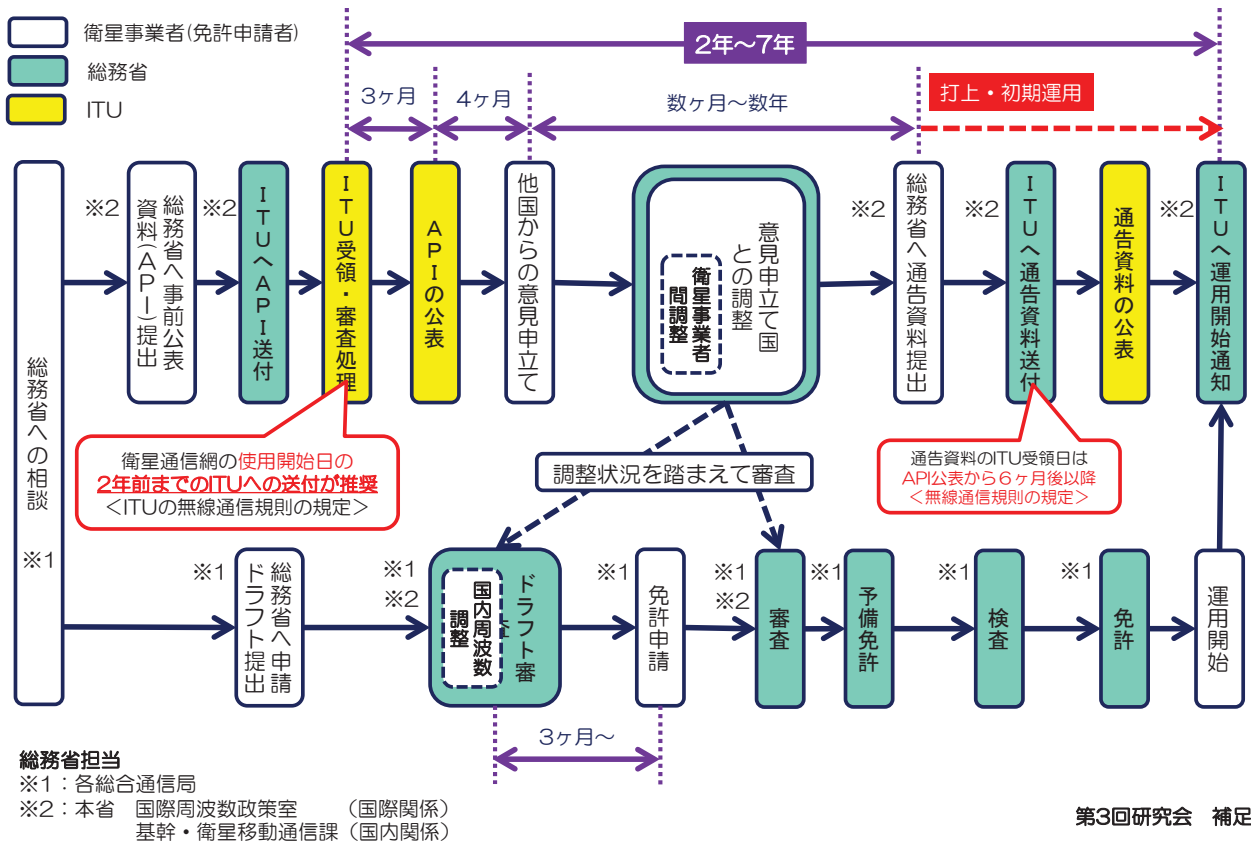 衛星事業者(免許申請者)
総務省
ITU
2年～7年
3ヶ月
4ヶ月
数ヶ月～数年
打上・初期運用
総務省への相談
※1
※2
総務省へ事前公表
資料(API)提出
※2
ITUへAPI送付
ITU受領・審査処理
APIの公表
他国からの意見申立て
意見申立て国
との調整
衛星事業者
間調整
※2
総務省へ通告資料提出
※2
ITUへ通告資料送付
通告資料の公表
※2
ITUへ運用開始通知
衛星通信網の使用開始日の
2年前までのITUへの送付が推奨
＜ITUの無線通信規則の規定＞
調整状況を踏まえて審査
通告資料のITU受領日は
API公表から６ヶ月後以降
＜無線通信規則の規定＞
※1
総務省へ申請
ドラフト提出
※1
※2
ドラフト審
査
国内周波数
調整
※1
免許申請
※1
※2
審査
※1
予備免許
※1
検査
※1
免許
運用開始
3ヶ月～
総務省担当
※1：各総合通信局
※2：本省 国際周波数政策室 （国際関係）
基幹・衛星移動通信課（国内関係）
第3回研究会 補足